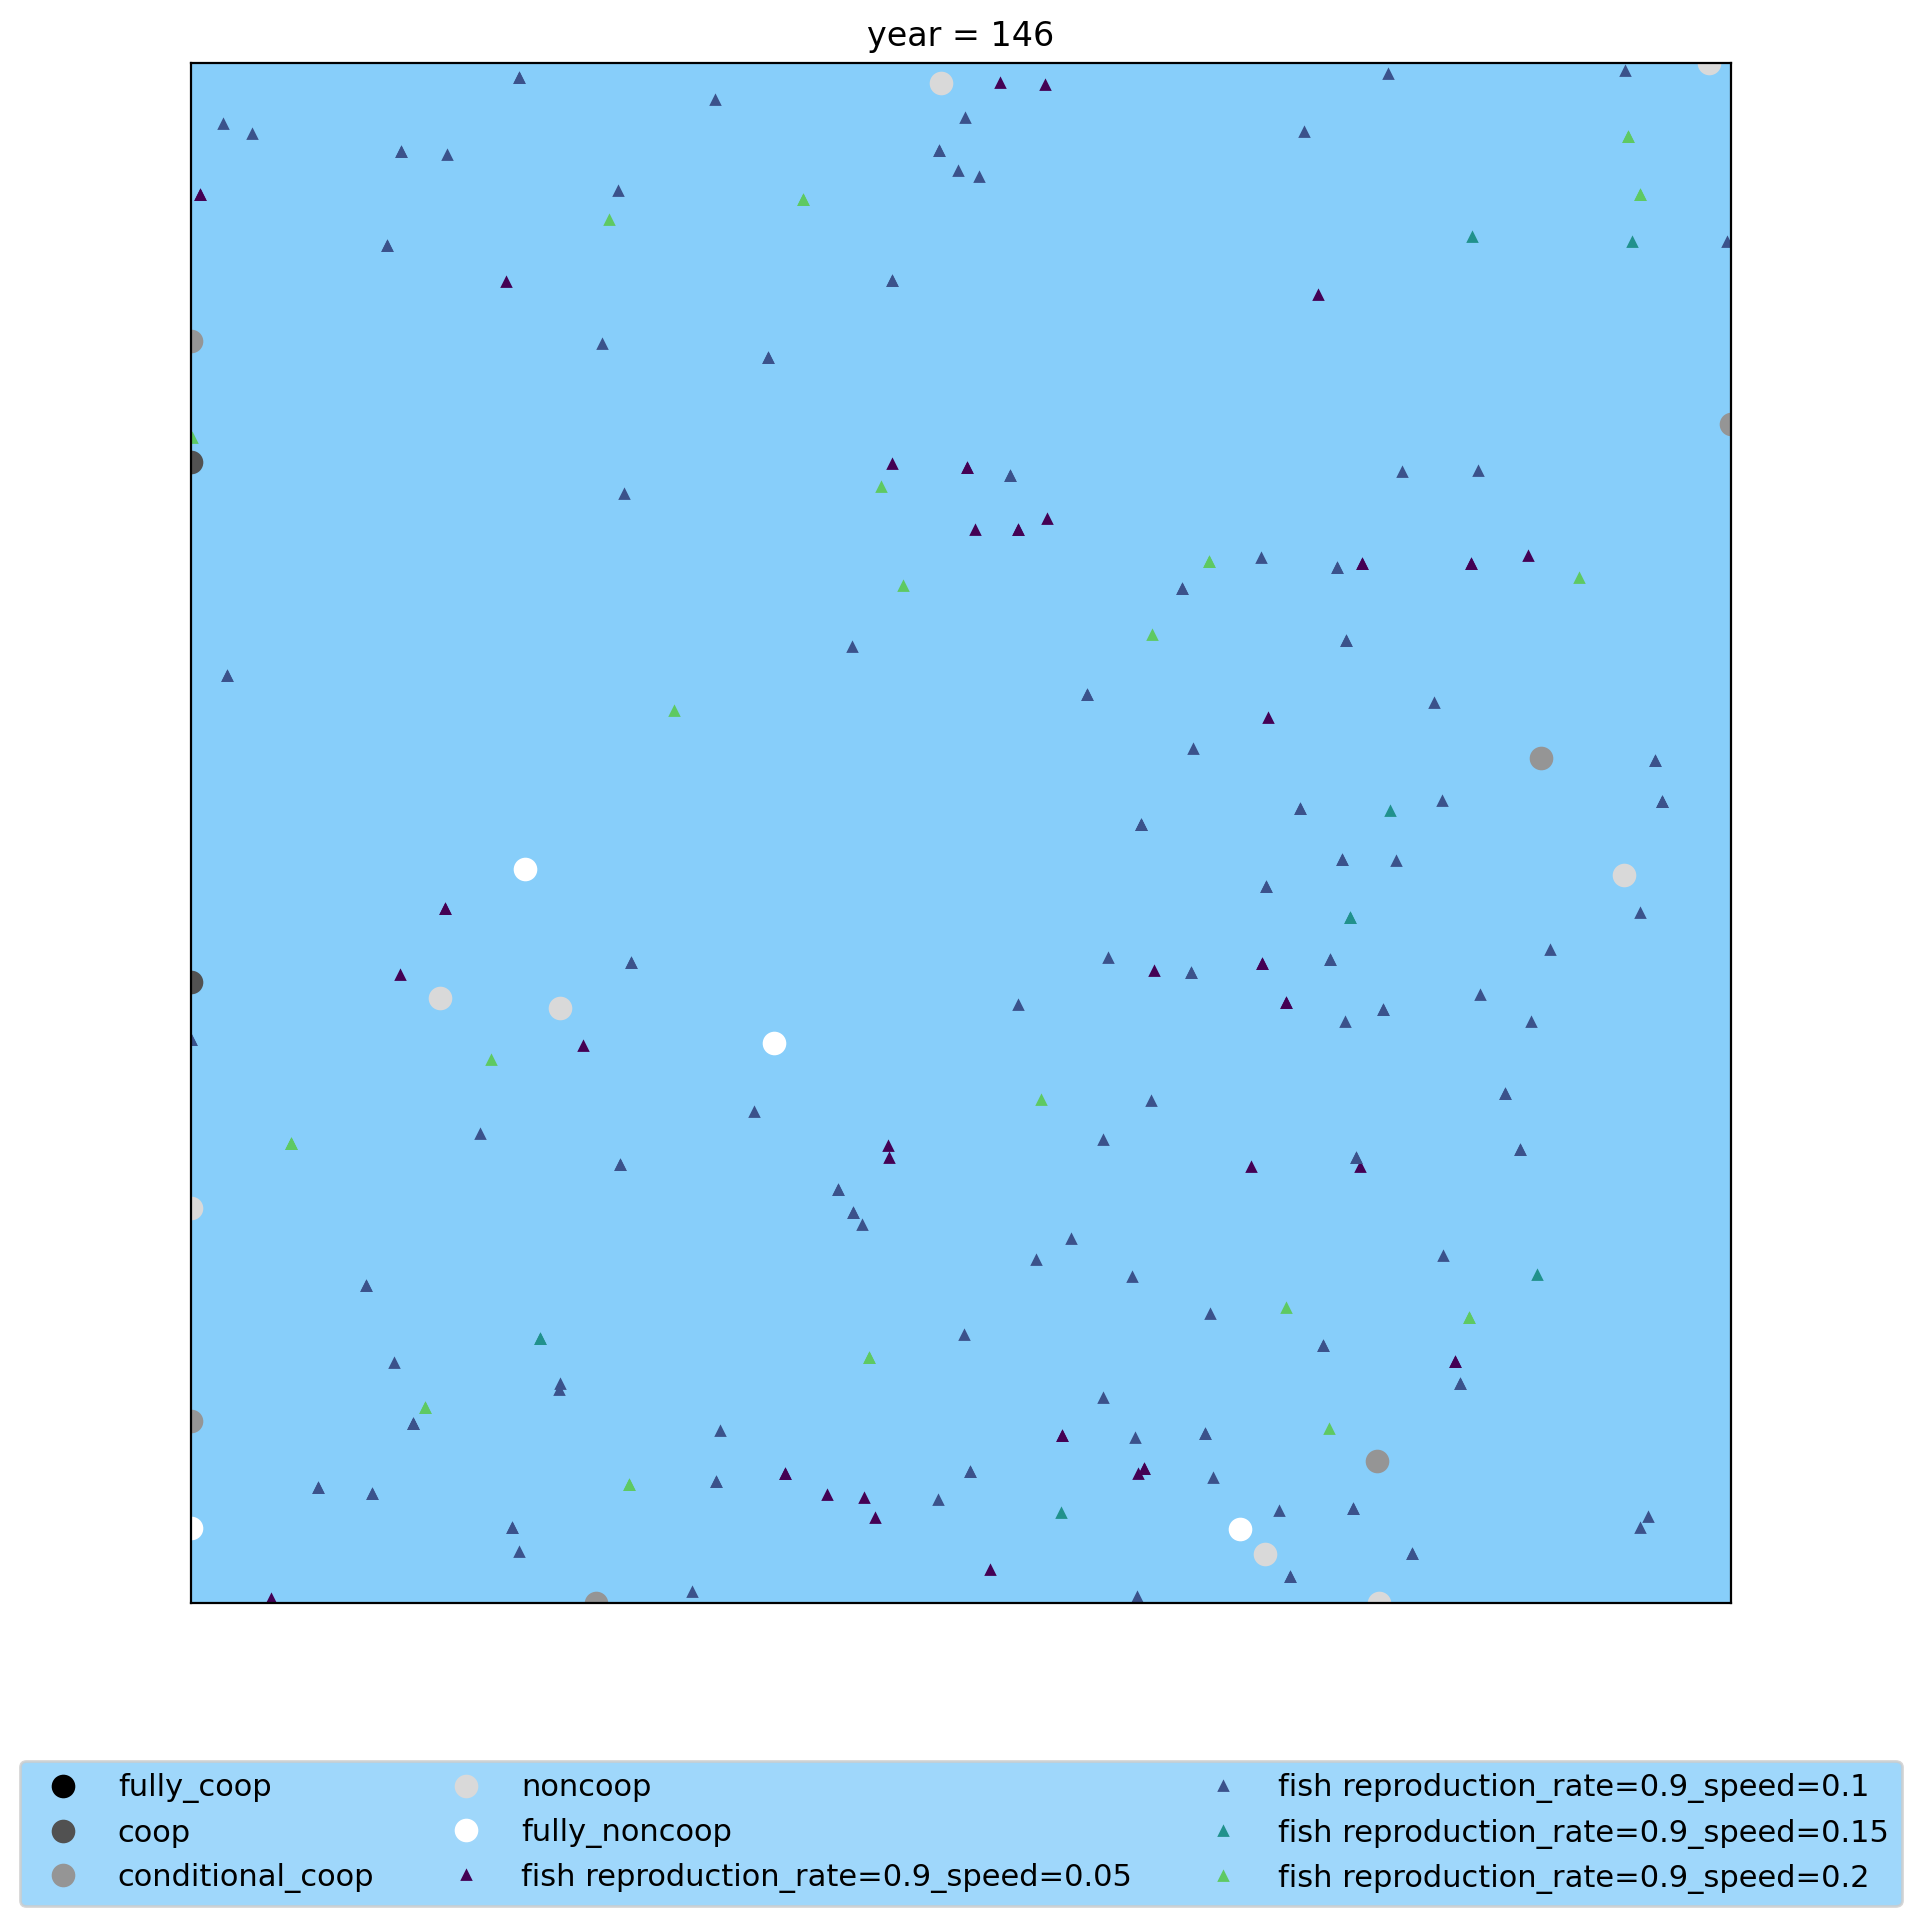 year = 146
fully_coop
coop
conditional_coop
noncoop
fully_noncoop
fish reproduction_rate=0.9_speed=0.05
fish reproduction_rate=0.9_speed=0.1
fish reproduction_rate=0.9_speed=0.15
fish reproduction_rate=0.9_speed=0.2